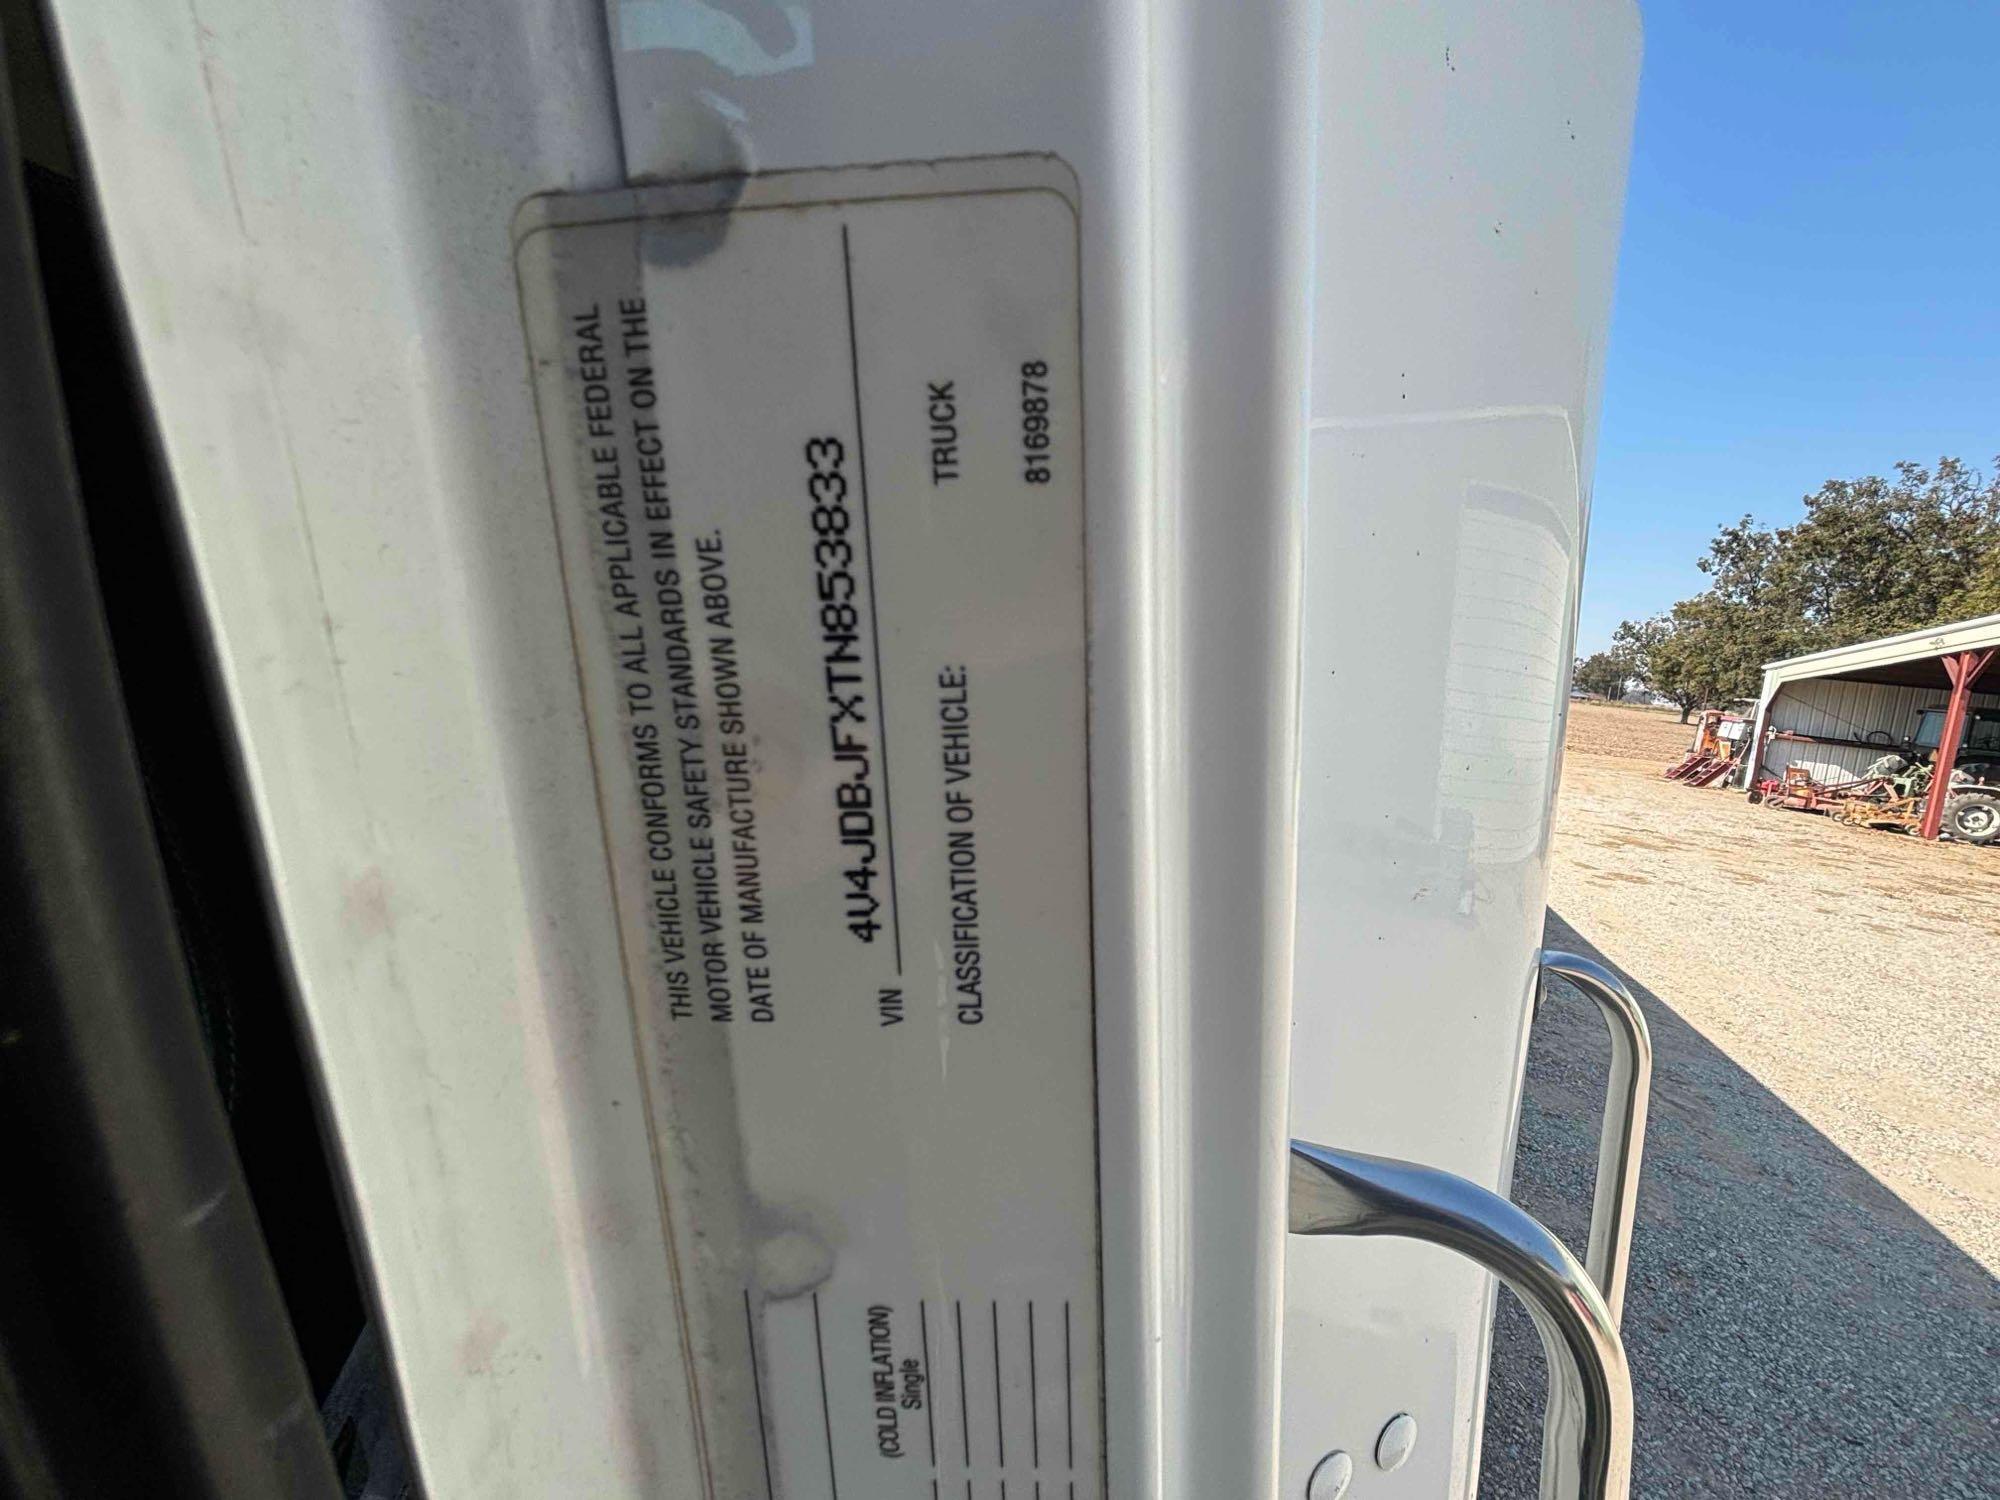 THIS VEHICLE CONFORMS TO ALL APPLICABLE FEDERAL
MOTOR VEHICLE SAFETY STANDARDS IN EFFECT ON THE
DATE OF MANUFACTURE SHOWN ABOVE.
VIN 4V4JDBJFXTN853833
CLASSIFICATION OF VEHICLE: TRUCK
8169878
(COLD INFLATION)
Single